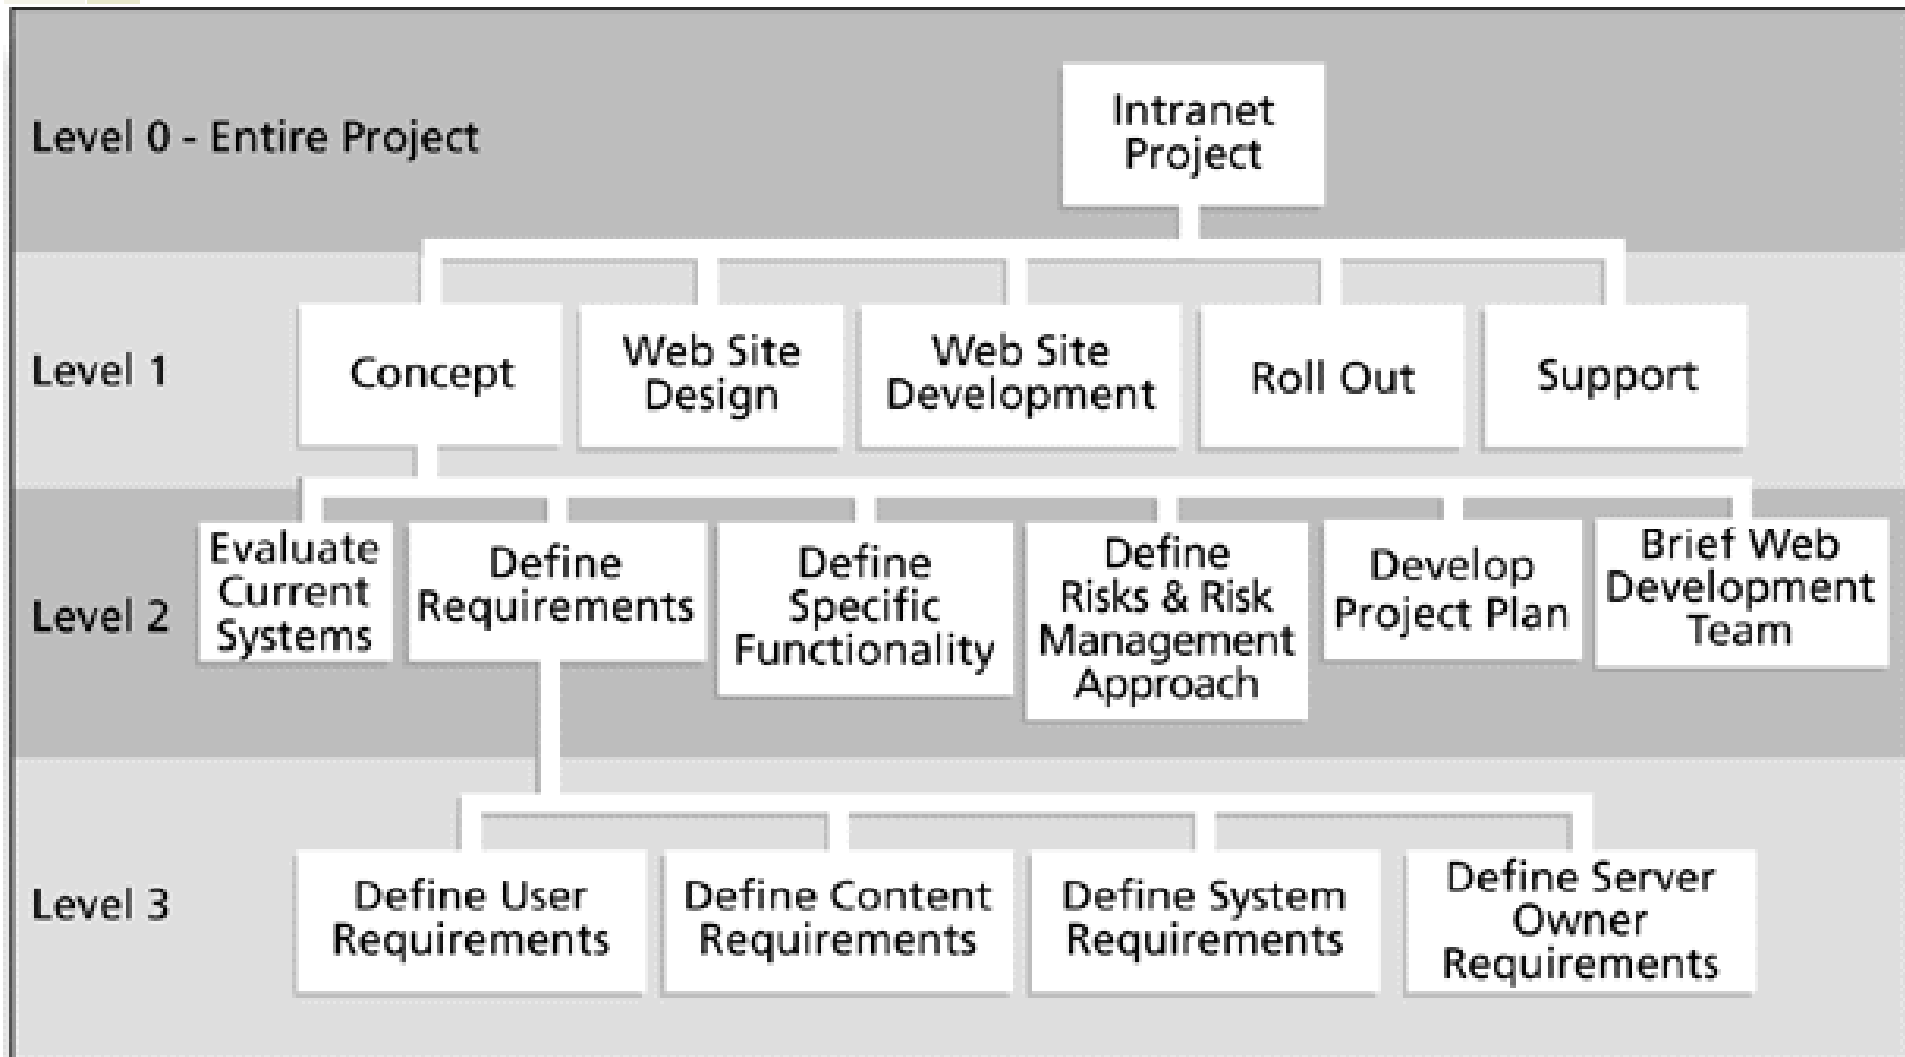 Level 0 - Entire Project
Intranet
Project
Level 1
Concept
Web Site
Design
Web Site
Development
Roll Out
Support
Level 2
Evaluate
Current
Systems
Define
Requirements
Define
Specific
Functionality
Define
Risks & Risk
Management
Approach
Develop
Project Plan
Brief Web
Development
Team
Level 3
Define User
Requirements
Define Content
Requirements
Define System
Requirements
Define Server
Owner
Requirements